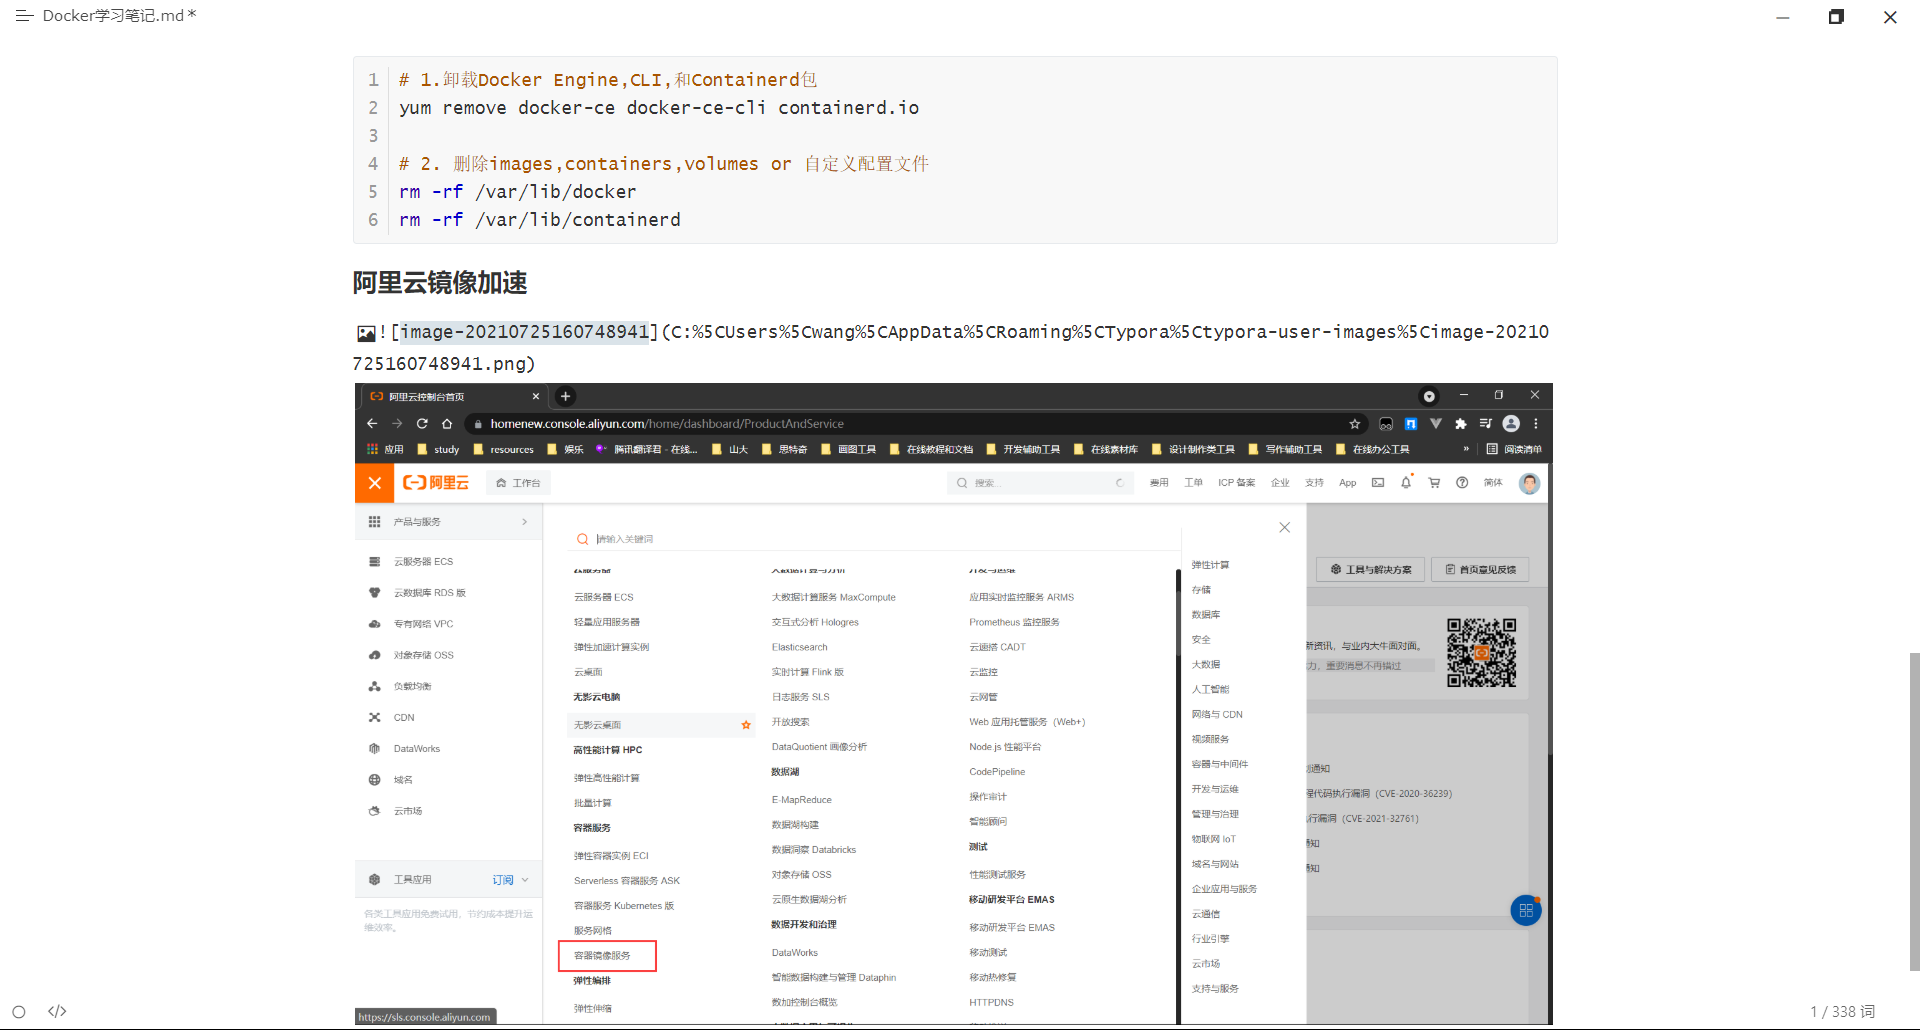 Docker学习笔记.md *
1 # 1.卸载Docker Engine,CLI,和Containerd包
2 yum remove docker-ce docker-ce-cli containerd.io
3
4 # 2. 删除images,containers,volumes or 自定义配置文件
5 rm -rf /var/lib/docker
6 rm -rf /var/lib/containerd
阿里云镜像加速
![image-20210725160748941](C:%5CUsers%5Cwang%5CAppData%5CRoaming%5CTypora%5Ctypora-user-images%5Cimage-20210
725160748941.png)
阿里云控制台首页
homenew.console.aliyun.com/home/dashboard/ProductAndService
应用 study resources 娱乐 腾讯翻译君 - 在线... 山大 思特奇 画图工具 在线教程和文档 开发辅助工具 在线素材库 设计制作类工具 写作辅助工具 在线办公工具 » 阅读清单
阿里云 工作台 搜索... 费用 工单 ICP 备案 企业 支持 App 简体
产品与服务
云服务器 ECS
云数据库 RDS 版
专有网络 VPC
对象存储 OSS
负载均衡
CDN
DataWorks
域名
云市场
工具应用 订阅
各类工具应用免费试用，节约成本提升运
维效率。
请输入关键词
云服务器 ECS
轻量应用服务器
弹性加速计算实例
云桌面
无影云电脑
无影云桌面
高性能计算 HPC
弹性高性能计算
批量计算
容器服务
弹性容器实例 ECI
Serverless 容器服务 ASK
容器服务 Kubernetes 版
服务网格
容器镜像服务
弹性编排
弹性伸缩
大数据计算服务 MaxCompute
交互式分析 Hologres
Elasticsearch
实时计算 Flink 版
日志服务 SLS
开放搜索
DataQuotient 画像分析
数据湖
E-MapReduce
数据湖构建
数据洞察 Databricks
对象存储 OSS
云原生数据湖分析
数据开发和治理
DataWorks
智能数据构建与管理 Dataphin
数加控制台概览
应用实时监控服务 ARMS
Prometheus 监控服务
云速搭 CADT
云监控
云网管
Web 应用托管服务（Web+）
Node.js 性能平台
CodePipeline
操作审计
智能顾问
测试
性能测试服务
移动研发平台 EMAS
移动研发平台 EMAS
移动测试
移动热修复
HTTPDNS
弹性计算
存储
数据库
安全
大数据
人工智能
网络与 CDN
视频服务
容器与中间件
开发与运维
管理与治理
物联网 IoT
域名与网站
企业应用与服务
云通信
行业引擎
云市场
支持与服务
工具与解决方案 首页意见反馈
新资讯，与业内大牛面对面。
力，重要消息不再错过
通知
程代码执行漏洞（CVE-2020-36239）
行漏洞（CVE-2021-32761）
通知
通知
https://sls.console.aliyun.com
1 / 338 词